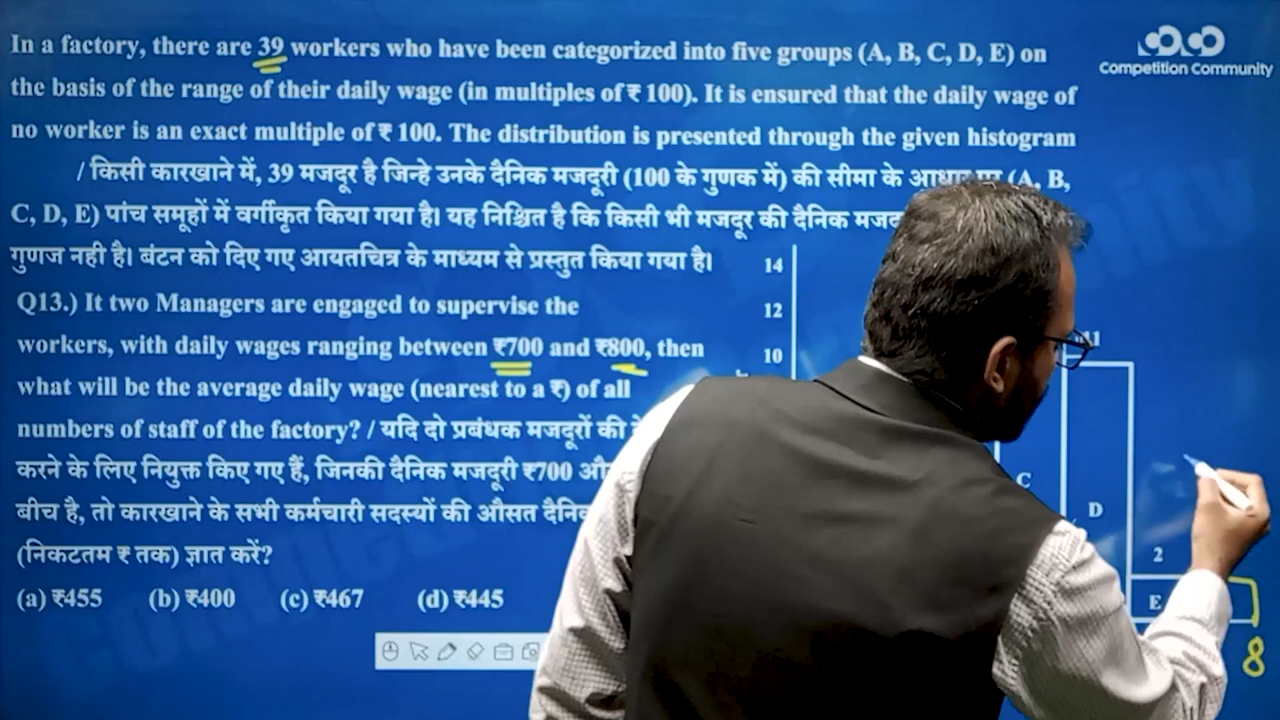 In a factory, there are 39 workers who have been categorized into five groups (A, B, C, D, E) on
the basis of the range of their daily wage (in multiples of ₹ 100). It is ensured that the daily wage of
no worker is an exact multiple of ₹ 100. The distribution is presented through the given histogram
/ किसी कारखाने में, 39 मजदूर है जिन्हे उनके दैनिक मजदूरी (100 के गुणक में) की सीमा के आधार पर (A, B,
C, D, E) पांच समूहों में वर्गीकृत किया गया है। यह निश्चित है कि किसी भी मजदूर की दैनिक
गुणज नही है। बंटन को दिए गए आयतचित्र के माध्यम से प्रस्तुत किया गया है।
Q13.) It two Managers are engaged to supervise the
workers, with daily wages ranging between ₹700 and ₹800, then
what will be the average daily wage (nearest to a ₹) of all
numbers of staff of the factory? / यदि दो प्रबंधक मजदूरों की
करने के लिए नियुक्त किए गए हैं, जिनकी दैनिक मजदूरी ₹700
बीच है, तो कारखाने के सभी कर्मचारी सदस्यों की औसत
(निकटतम ₹ तक) ज्ञात करें?
(a) ₹455 (b) ₹400 (c) ₹467 (d) ₹445
Competition Community
14
12
10
C
D
2
E
8